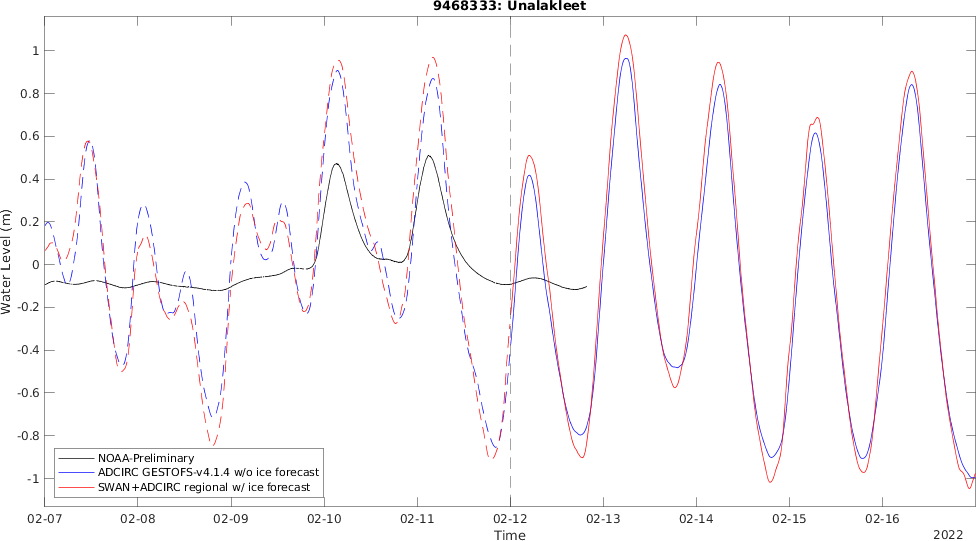 9468333: Unalakleet
Water Level (m)
1
0.8
0.6
0.4
0.2
0
-0.2
-0.4
-0.6
-0.8
-1
NOAA-Preliminary
ADCIRC GESTOFS-v4.1.4 w/o ice forecast
SWAN+ADCIRC regional w/ ice forecast
02-07 02-08 02-09 02-10 02-11 02-12 02-13 02-14 02-15 02-16
Time
2022